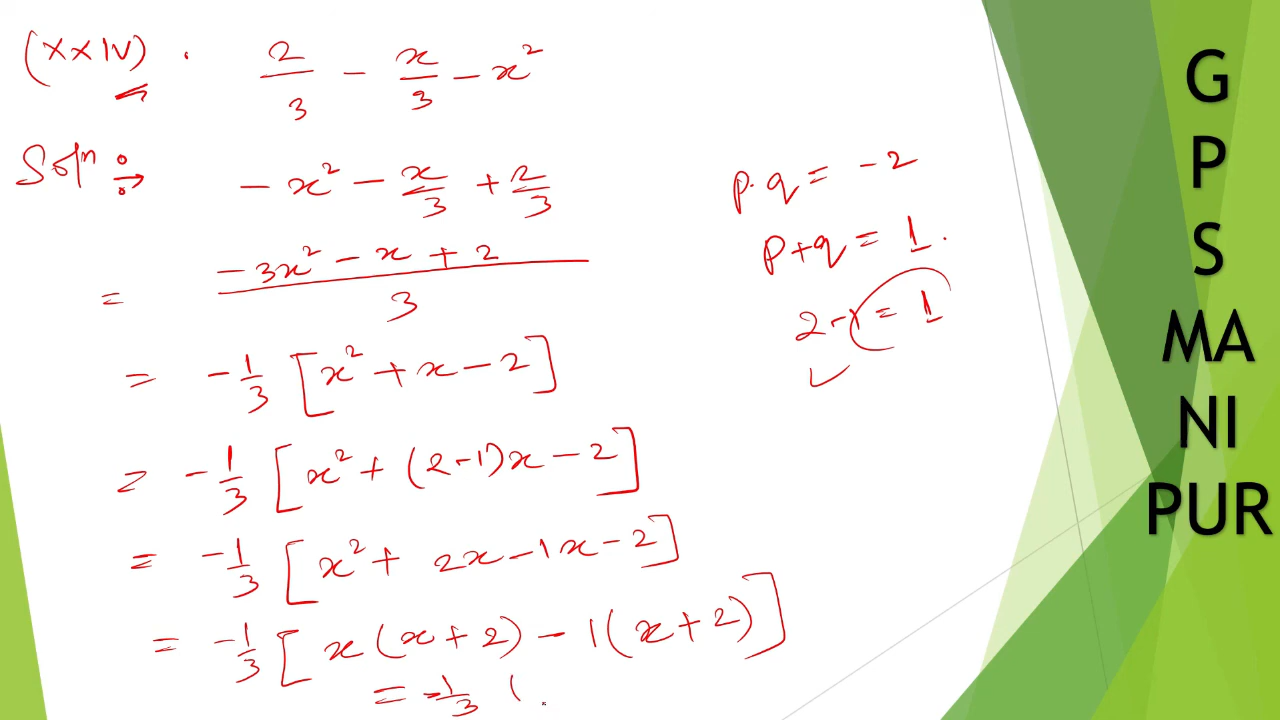 (XXIV). 2/3 - x/3 - x²
Solⁿ ÷→ -x² - x/3 + 2/3
= (-3x² - x + 2)/3
= -1/3 [x² + x - 2]
= -1/3 [x² + (2-1)x - 2]
= -1/3 [x² + 2x - 1x - 2]
= -1/3 [x(x+2) - 1(x+2)]
= -1/3 (
p.q = -2
p+q = 1.
2-1 = 1
G
P
S
MA
NI
PUR